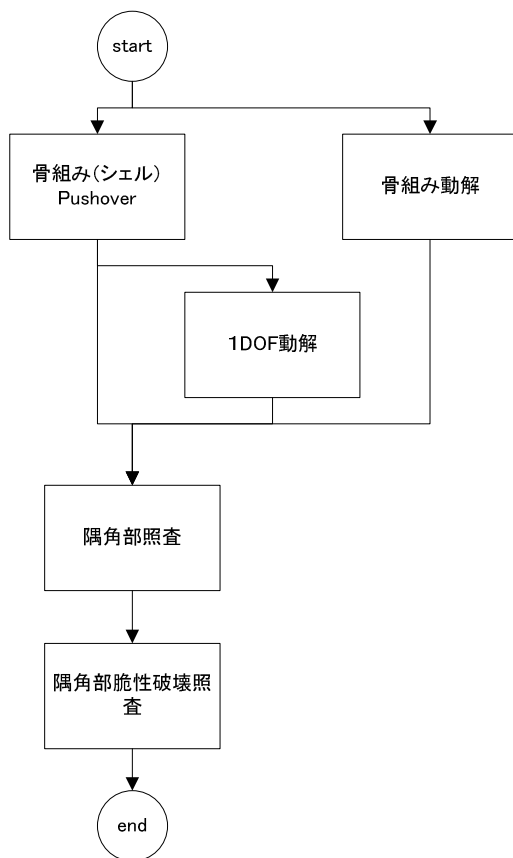 start
骨組み(シェル)
Pushover
骨組み動解
1DOF動解
隅角部照査
隅角部脆性破壊照
査
end